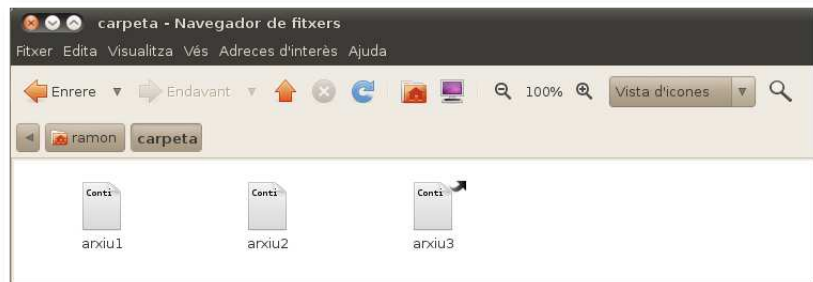 carpeta - Navegador de fitxers
Fitxer Edita Visualitza Vés Adreces d'interès Ajuda
Enrere Endavant 100% Vista d'icones
ramon carpeta
Conti Conti Conti
arxiu1 arxiu2 arxiu3